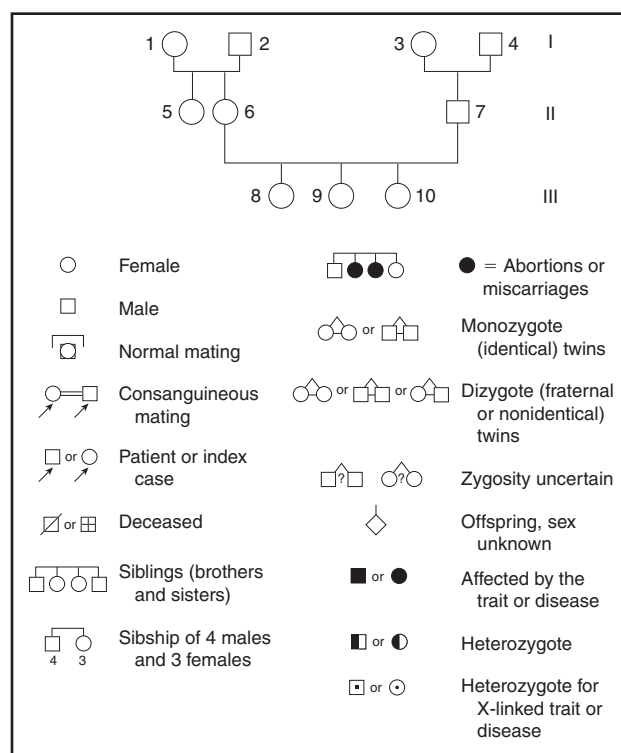 1 2 3 4 I
5 6 7 II
8 9 10 III
Female
Male
Normal mating
Consanguineous
mating
or
Patient or index
case
or
Deceased
Siblings (brothers
and sisters)
4 3
Sibship of 4 males
and 3 females
= Abortions or
miscarriages
or
Monozygote
(identical) twins
or or
Dizygote (fraternal
or nonidentical)
twins
? ?
Zygosity uncertain
Offspring, sex
unknown
or
Affected by the
trait or disease
or
Heterozygote
or
Heterozygote for
X-linked trait or
disease